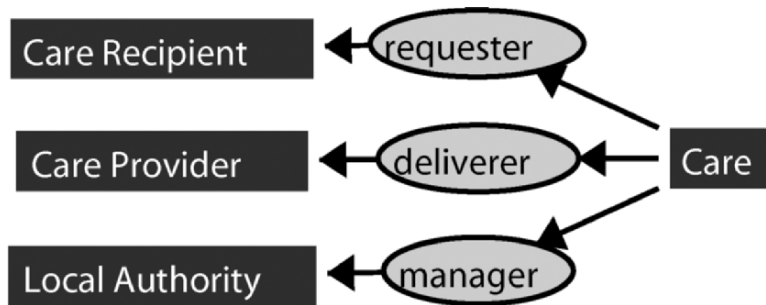 Care Recipient
requester
Care Provider
deliverer
Care
Local Authority
manager